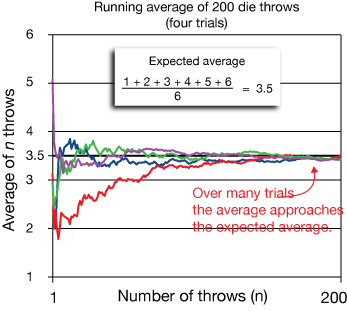 Running average of 200 die throws
(four trials)
6
5
4
3.5
3
2
1
Average of n throws
Expected average
1 + 2 + 3 + 4 + 5 + 6
6
= 3.5
Over many trials
the average approaches
the expected average.
1
Number of throws (n)
200